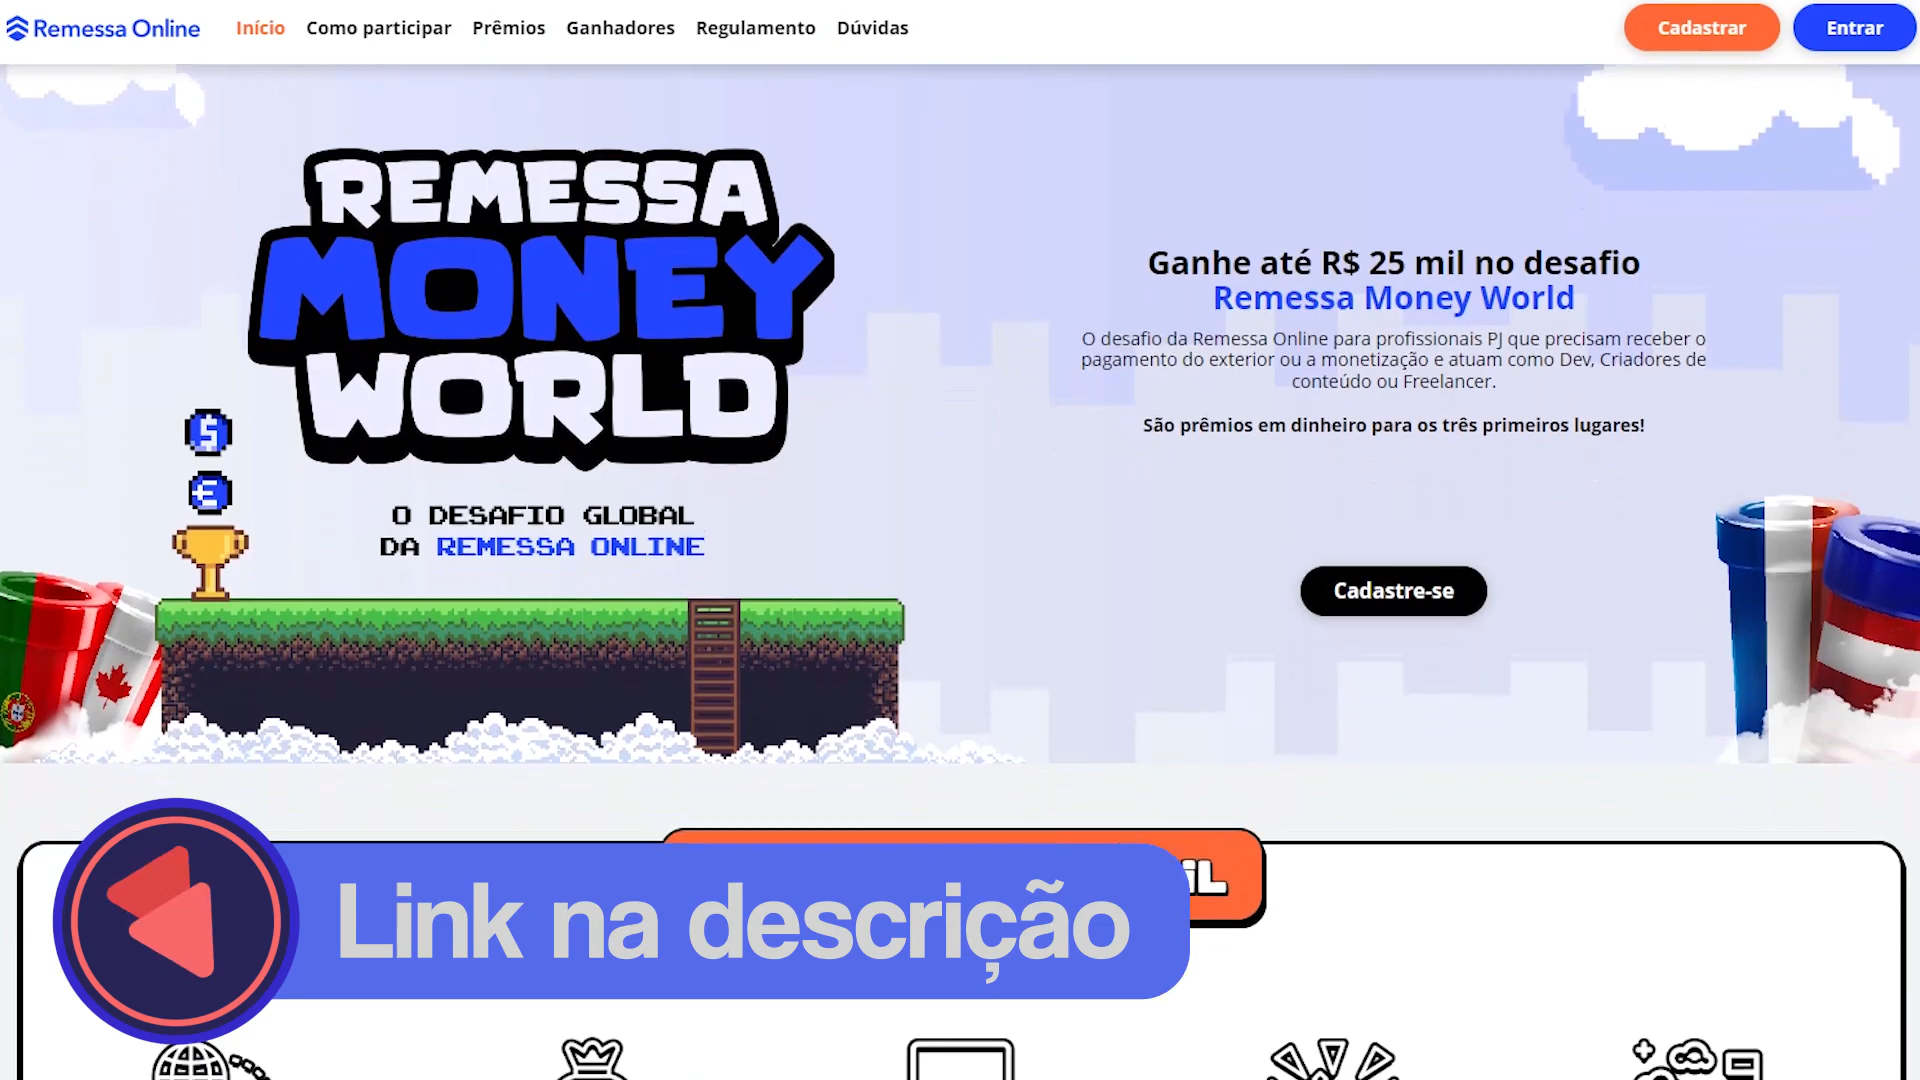 Remessa Online
Início
Como participar
Prêmios
Ganhadores
Regulamento
Dúvidas
Cadastrar
Entrar
REMESSA
MONEY
WORLD
$
€
O DESAFIO GLOBAL
DA REMESSA ONLINE
Ganhe até R$ 25 mil no desafio
Remessa Money World
O desafio da Remessa Online para profissionais PJ que precisam receber o
pagamento do exterior ou a monetização e atuam como Dev, Criadores de
conteúdo ou Freelancer.
São prêmios em dinheiro para os três primeiros lugares!
Cadastre-se
Link na descrição